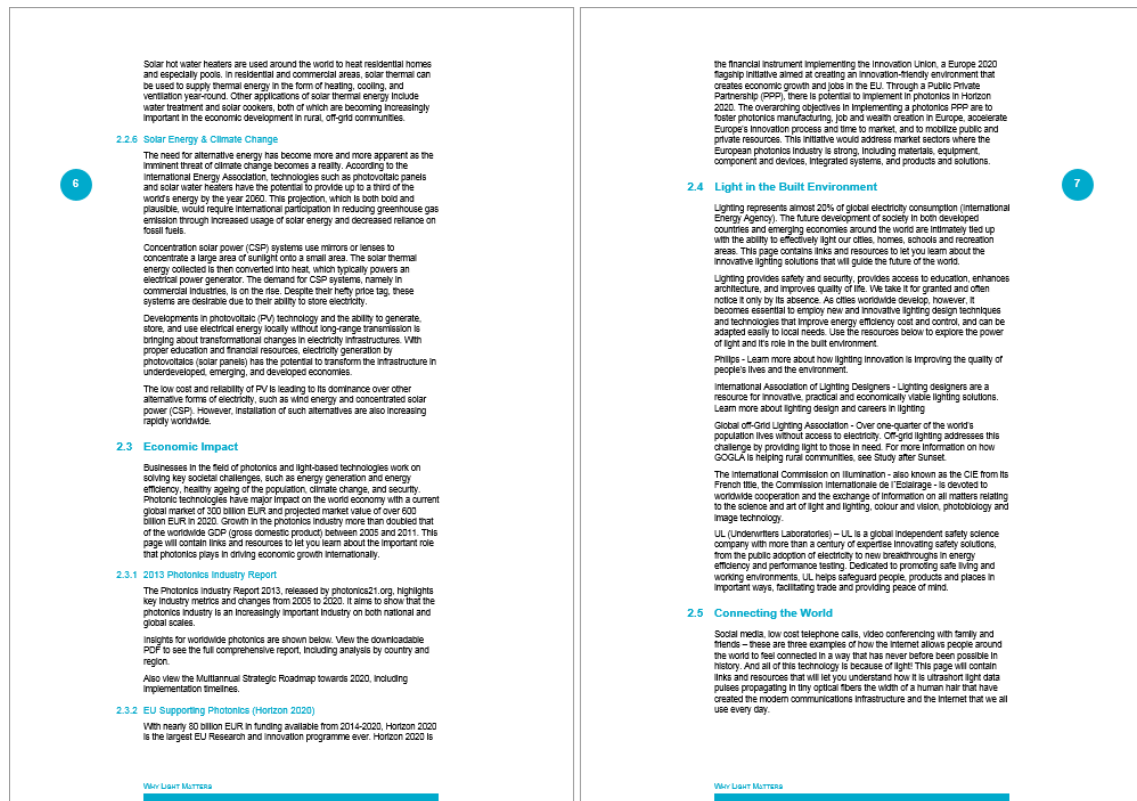 Solar hot water heaters are used around the world to heat residential homes
and especially pools. In residential and commercial areas, solar thermal can
be used to supply thermal energy in the form of heating, cooling, and
ventilation year-round. Other applications of solar thermal energy include
water treatment and solar cookers, both of which are becoming increasingly
important in the economic development in rural, off-grid communities.
2.2.6 Solar Energy & Climate Change
The need for alternative energy has become more and more apparent as the
imminent threat of climate change becomes a reality. According to the
International Energy Association, technologies such as photovoltaic panels
and solar water heaters have the potential to provide up to a third of the
world's energy by the year 2060. This projection, which is both bold and
plausible, would require international participation in reducing greenhouse gas
emission through increased usage of solar energy and decreased reliance on
fossil fuels.
6
Concentration solar power (CSP) systems use mirrors or lenses to
concentrate a large area of sunlight onto a small area. The solar thermal
energy collected is then converted into heat, which typically powers an
electrical power generator. The demand for CSP systems, namely in
commercial industries, is on the rise. Despite their hefty price tag, these
systems are desirable due to their ability to store electricity.
Developments in photovoltaic (PV) technology and the ability to generate,
store, and use electrical energy locally without long-range transmission is
bringing about transformational changes in electricity infrastructures. With
proper education and financial resources, electricity generation by
photovoltaics (solar panels) has the potential to transform the infrastructure in
underdeveloped, emerging, and developed economies.
The low cost and reliability of PV is leading to its dominance over other
alternative forms of electricity, such as wind energy and concentrated solar
power (CSP). However, installation of such alternatives are also increasing
rapidly worldwide.
2.3 Economic Impact
Businesses in the field of photonics and light-based technologies work on
solving key societal challenges, such as energy generation and energy
efficiency, healthy ageing of the population, climate change, and security.
Photonic technologies have major impact on the world economy with a current
global market of 300 billion EUR and projected market value of over 600
billion EUR in 2020. Growth in the photonics industry more than doubled that
of the worldwide GDP (gross domestic product) between 2005 and 2011. This
page will contain links and resources to let you learn about the important role
that photonics plays in driving economic growth internationally.
2.3.1 2013 Photonics Industry Report
The Photonics Industry Report 2013, released by photonics21.org, highlights
key industry metrics and changes from 2005 to 2020. It aims to show that the
photonics industry is an increasingly important industry on both national and
global scales.
Insights for worldwide photonics are shown below. View the downloadable
PDF to see the full comprehensive report, including analysis by country and
region.
Also view the Multiannual Strategic Roadmap towards 2020, including
implementation timelines.
2.3.2 EU Supporting Photonics (Horizon 2020)
With nearly 80 billion EUR in funding available from 2014-2020, Horizon 2020
is the largest EU Research and Innovation programme ever. Horizon 2020 is
WHY LIGHT MATTERS
the financial instrument implementing the Innovation Union, a Europe 2020
flagship initiative aimed at creating an innovation-friendly environment that
creates economic growth and jobs in the EU. Through a Public Private
Partnership (PPP), there is potential to implement in photonics in Horizon
2020. The overarching objectives in implementing a photonics PPP are to
foster photonics manufacturing, job and wealth creation in Europe, accelerate
Europe's innovation process and time to market, and to mobilize public and
private resources. This initiative would address market sectors where the
European photonics industry is strong, including materials, equipment,
component and devices, integrated systems, and products and solutions.
2.4 Light in the Built Environment
7
Lighting represents almost 20% of global electricity consumption (International
Energy Agency). The future development of society in both developed
countries and emerging economies around the world are intimately tied up
with the ability to effectively light our cities, homes, schools and recreation
areas. This page contains links and resources to let you learn about the
innovative lighting solutions that will guide the future of the world.
Lighting provides safety and security, provides access to education, enhances
architecture, and improves quality of life. We take it for granted and often
notice it only by its absence. As cities worldwide develop, however, it
becomes essential to employ new and innovative lighting design techniques
and technologies that improve energy efficiency cost and control, and can be
adapted easily to local needs. Use the resources below to explore the power
of light and it's role in the built environment.
Philips - Learn more about how lighting innovation is improving the quality of
people's lives and the environment.
International Association of Lighting Designers - Lighting designers are a
resource for innovative, practical and economically viable lighting solutions.
Learn more about lighting design and careers in lighting
Global off-Grid Lighting Association - Over one-quarter of the world's
population lives without access to electricity. Off-grid lighting addresses this
challenge by providing light to those in need. For more information on how
GOGLA is helping rural communities, see Study after Sunset.
The International Commission on Illumination - also known as the CIE from its
French title, the Commission Internationale de l´Eclairage - is devoted to
worldwide cooperation and the exchange of information on all matters relating
to the science and art of light and lighting, colour and vision, photobiology and
image technology.
UL (Underwriters Laboratories) – UL is a global independent safety science
company with more than a century of expertise innovating safety solutions,
from the public adoption of electricity to new breakthroughs in energy
efficiency and performance testing. Dedicated to promoting safe living and
working environments, UL helps safeguard people, products and places in
important ways, facilitating trade and providing peace of mind.
2.5 Connecting the World
Social media, low cost telephone calls, video conferencing with family and
friends – these are three examples of how the internet allows people around
the world to feel connected in a way that has never before been possible in
history. And all of this technology is because of light! This page will contain
links and resources that will let you understand how it is ultrashort light data
pulses propagating in tiny optical fibers the width of a human hair that have
created the modern communications infrastructure and the internet that we all
use every day.
WHY LIGHT MATTERS